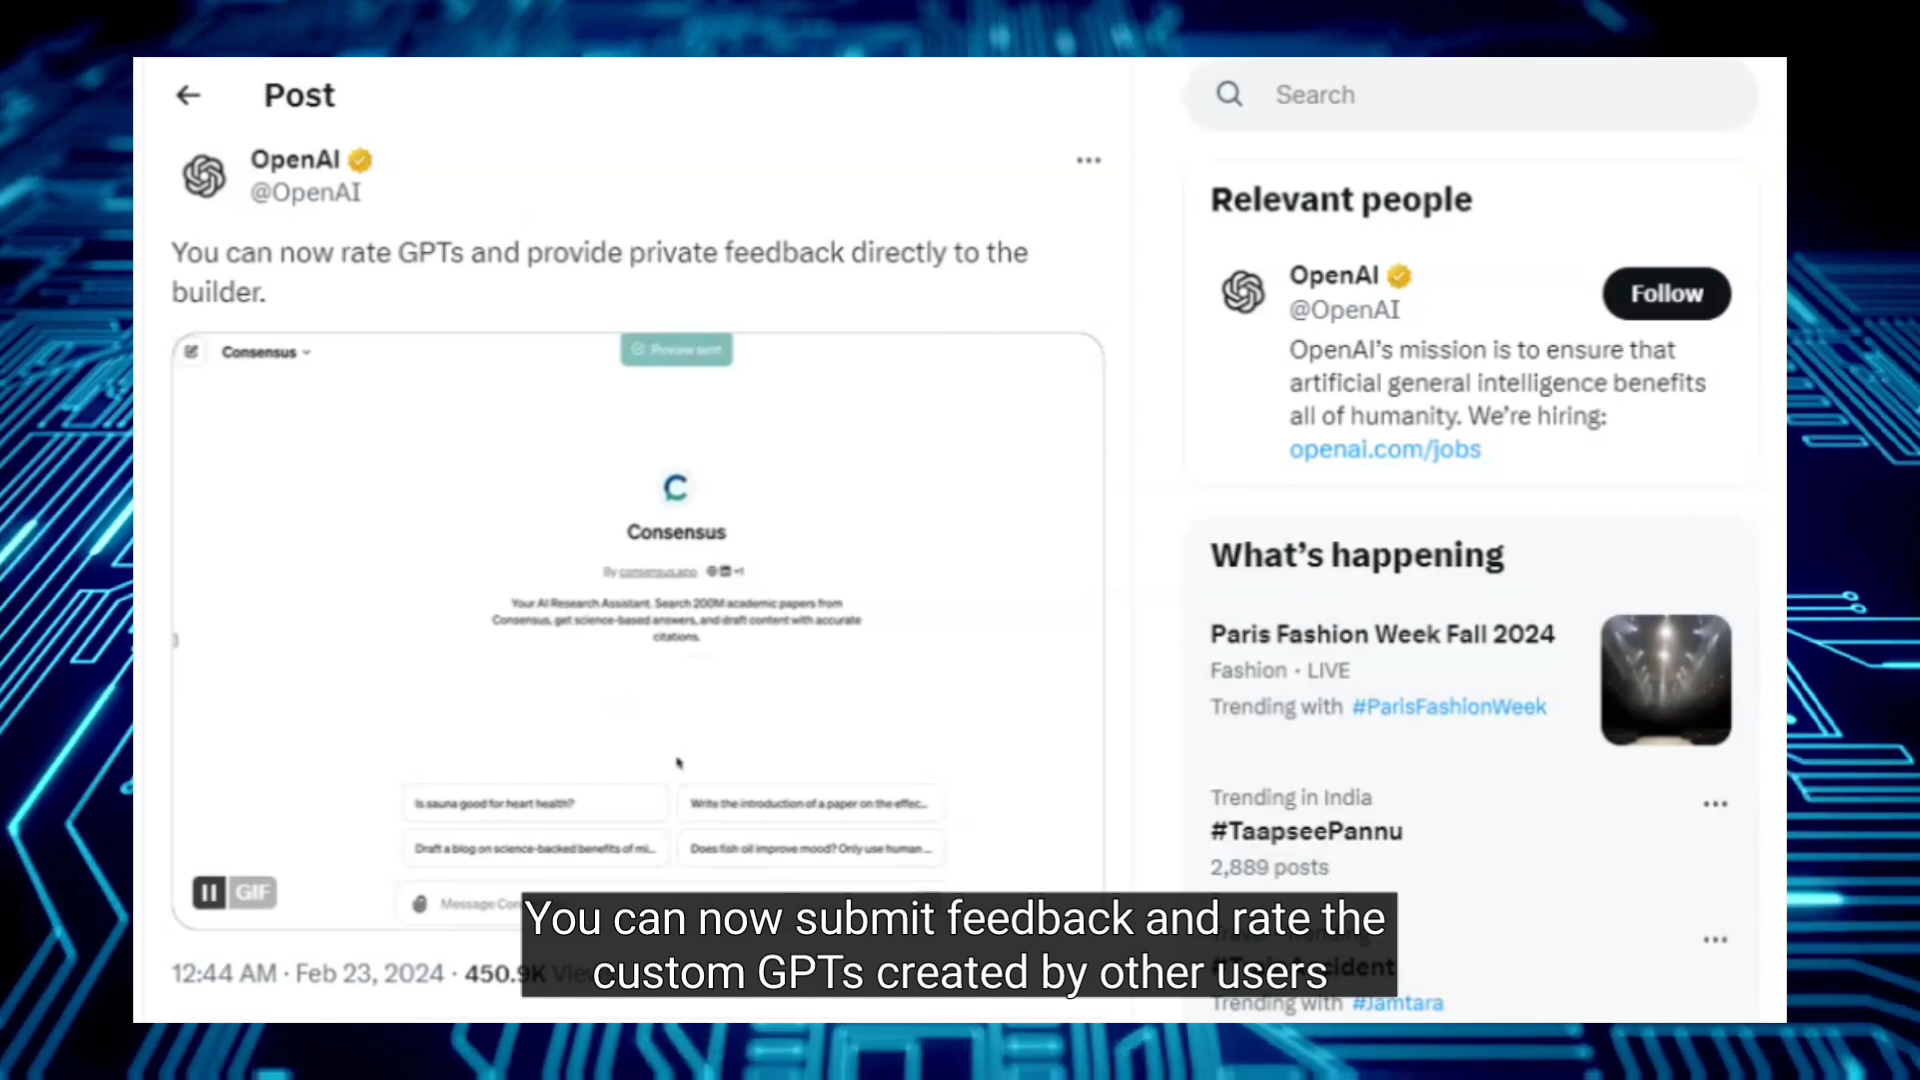 Post
Search
OpenAI
@OpenAI
You can now rate GPTs and provide private feedback directly to the
builder.
Consensus
Consensus
By consensus.app +1
Your AI Research Assistant. Search 200M academic papers from
Consensus, get science-based answers, and draft content with accurate
citations.
Is sauna good for heart health?
Write the introduction of a paper on the effec...
Draft a blog on science-backed benefits of mi...
Does fish oil improve mood? Only use human ...
GIF
Message Con
12:44 AM · Feb 23, 2024 · 450.9K
Relevant people
OpenAI
@OpenAI
Follow
OpenAI's mission is to ensure that
artificial general intelligence benefits
all of humanity. We're hiring:
openai.com/jobs
What's happening
Paris Fashion Week Fall 2024
Fashion · LIVE
Trending with #ParisFashionWeek
Trending in India
#TaapseePannu
2,889 posts
Trending with #Jamtara
You can now submit feedback and rate the
custom GPTs created by other users